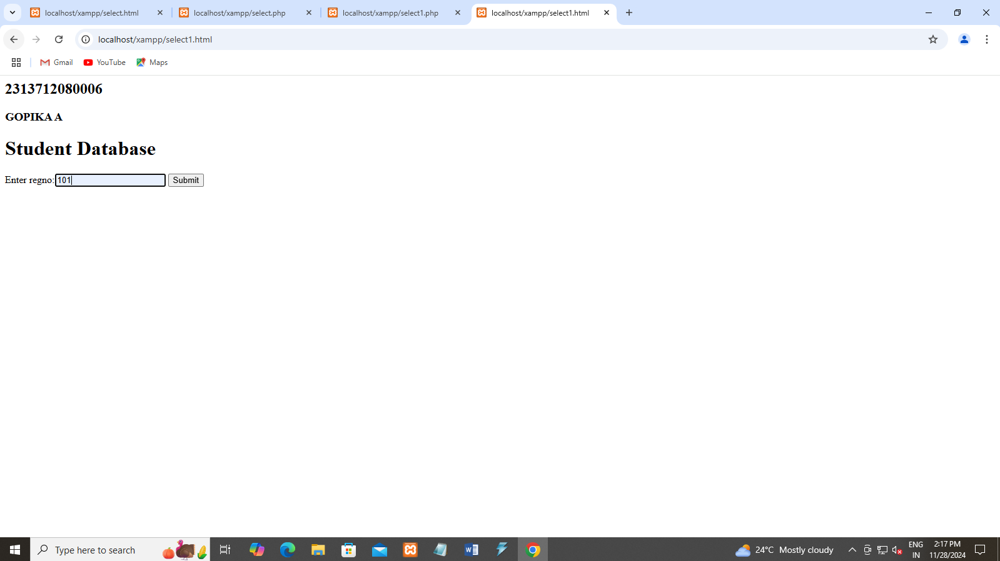 localhost/xampp/select.html
localhost/xampp/select.php
localhost/xampp/select1.php
localhost/xampp/select1.html
localhost/xampp/select1.html
Gmail
YouTube
Maps
2313712080006
GOPIKA A
Student Database
Enter regno:101 Submit
Type here to search
24°C Mostly cloudy
ENG
IN
2:17 PM
11/28/2024